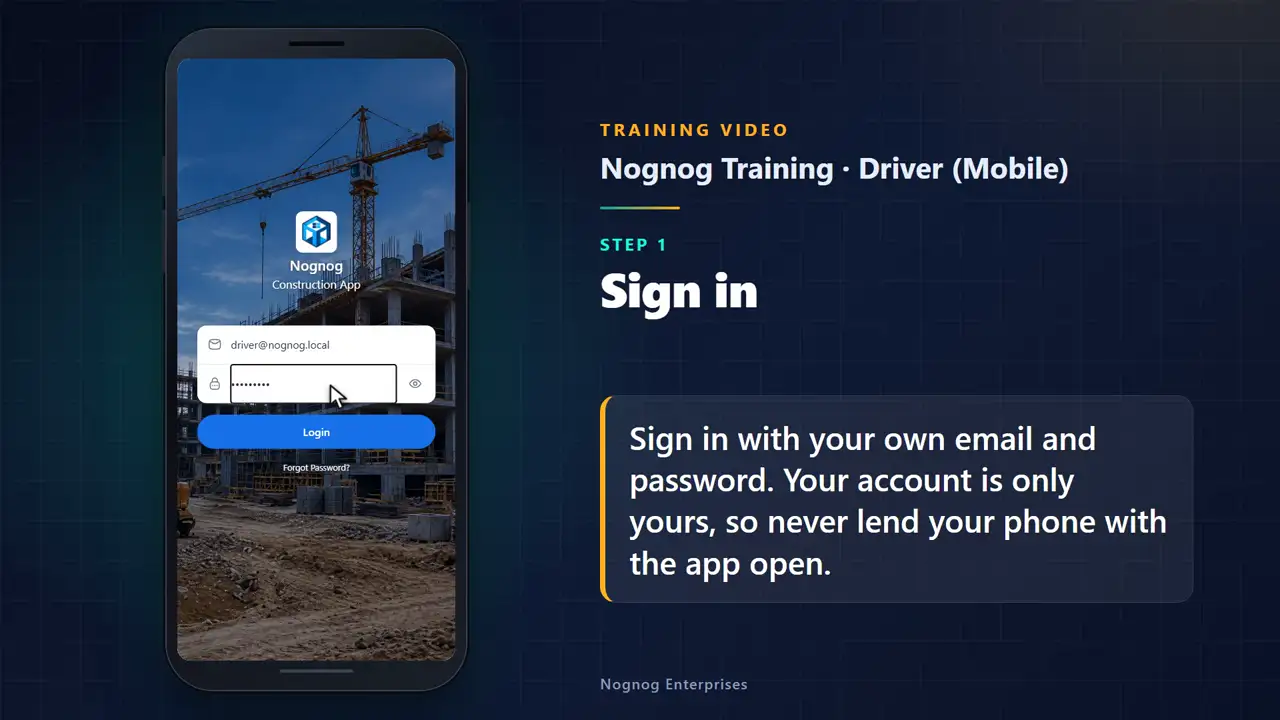 Nognog
Construction App
driver@nognog.local
•••••••••
Login
Forgot Password?
TRAINING VIDEO
Nognog Training · Driver (Mobile)
STEP 1
Sign in
Sign in with your own email and
password. Your account is only
yours, so never lend your phone with
the app open.
Nognog Enterprises